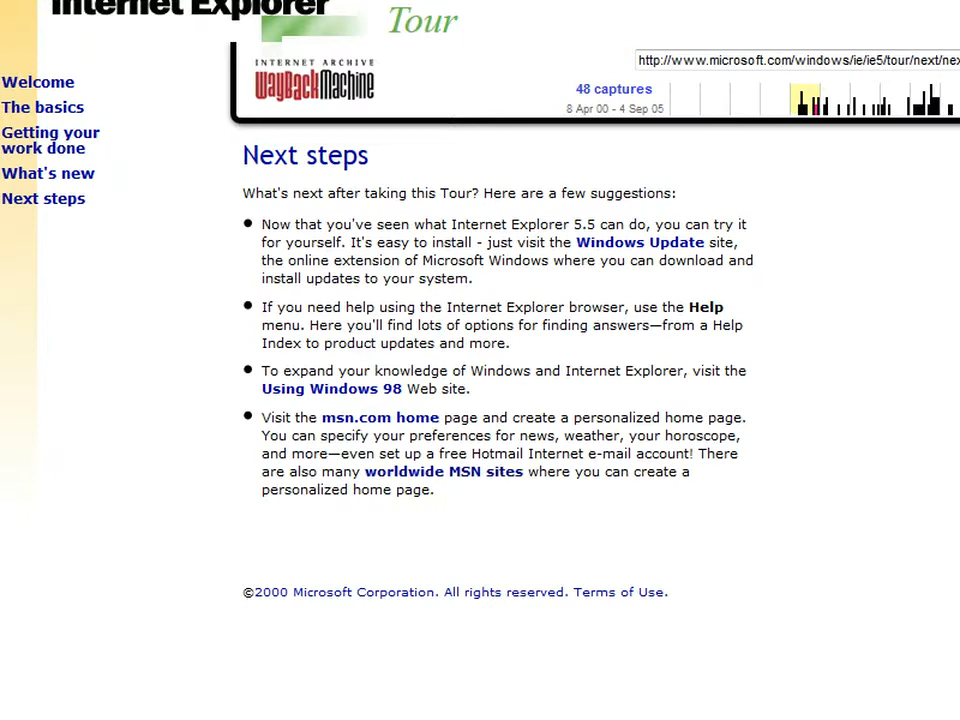 Internet Explorer
Tour
INTERNET ARCHIVE
WayBackMachine
http://www.microsoft.com/windows/ie/ie5/tour/next/nex
48 captures
8 Apr 00 - 4 Sep 05
Welcome
The basics
Getting your
work done
What's new
Next steps
Next steps
What's next after taking this Tour? Here are a few suggestions:
● Now that you've seen what Internet Explorer 5.5 can do, you can try it
for yourself. It's easy to install - just visit the Windows Update site,
the online extension of Microsoft Windows where you can download and
install updates to your system.
● If you need help using the Internet Explorer browser, use the Help
menu. Here you'll find lots of options for finding answers—from a Help
Index to product updates and more.
● To expand your knowledge of Windows and Internet Explorer, visit the
Using Windows 98 Web site.
● Visit the msn.com home page and create a personalized home page.
You can specify your preferences for news, weather, your horoscope,
and more—even set up a free Hotmail Internet e-mail account! There
are also many worldwide MSN sites where you can create a
personalized home page.
©2000 Microsoft Corporation. All rights reserved. Terms of Use.